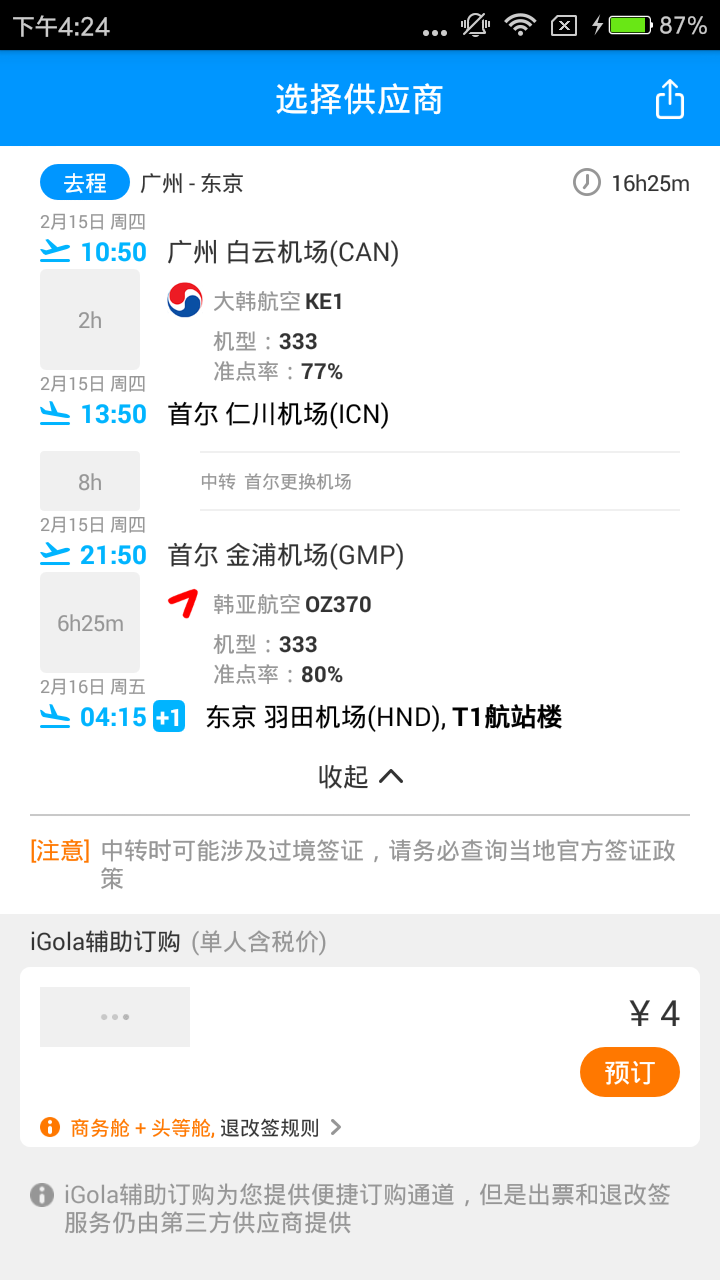 下午4:24
87%
选择供应商
去程 广州 - 东京 16h25m
2月15日 周四
10:50 广州 白云机场(CAN)
2h
大韩航空 KE1
机型：333
准点率：77%
2月15日 周四
13:50 首尔 仁川机场(ICN)
8h 中转 首尔更换机场
2月15日 周四
21:50 首尔 金浦机场(GMP)
6h25m
韩亚航空 OZ370
机型：333
准点率：80%
2月16日 周五
04:15 +1 东京 羽田机场(HND), T1航站楼
收起
[注意] 中转时可能涉及过境签证，请务必查询当地官方签证政
策
iGola辅助订购 (单人含税价)
¥ 4
预订
商务舱 + 头等舱, 退改签规则
iGola辅助订购为您提供便捷订购通道，但是出票和退改签
服务仍由第三方供应商提供